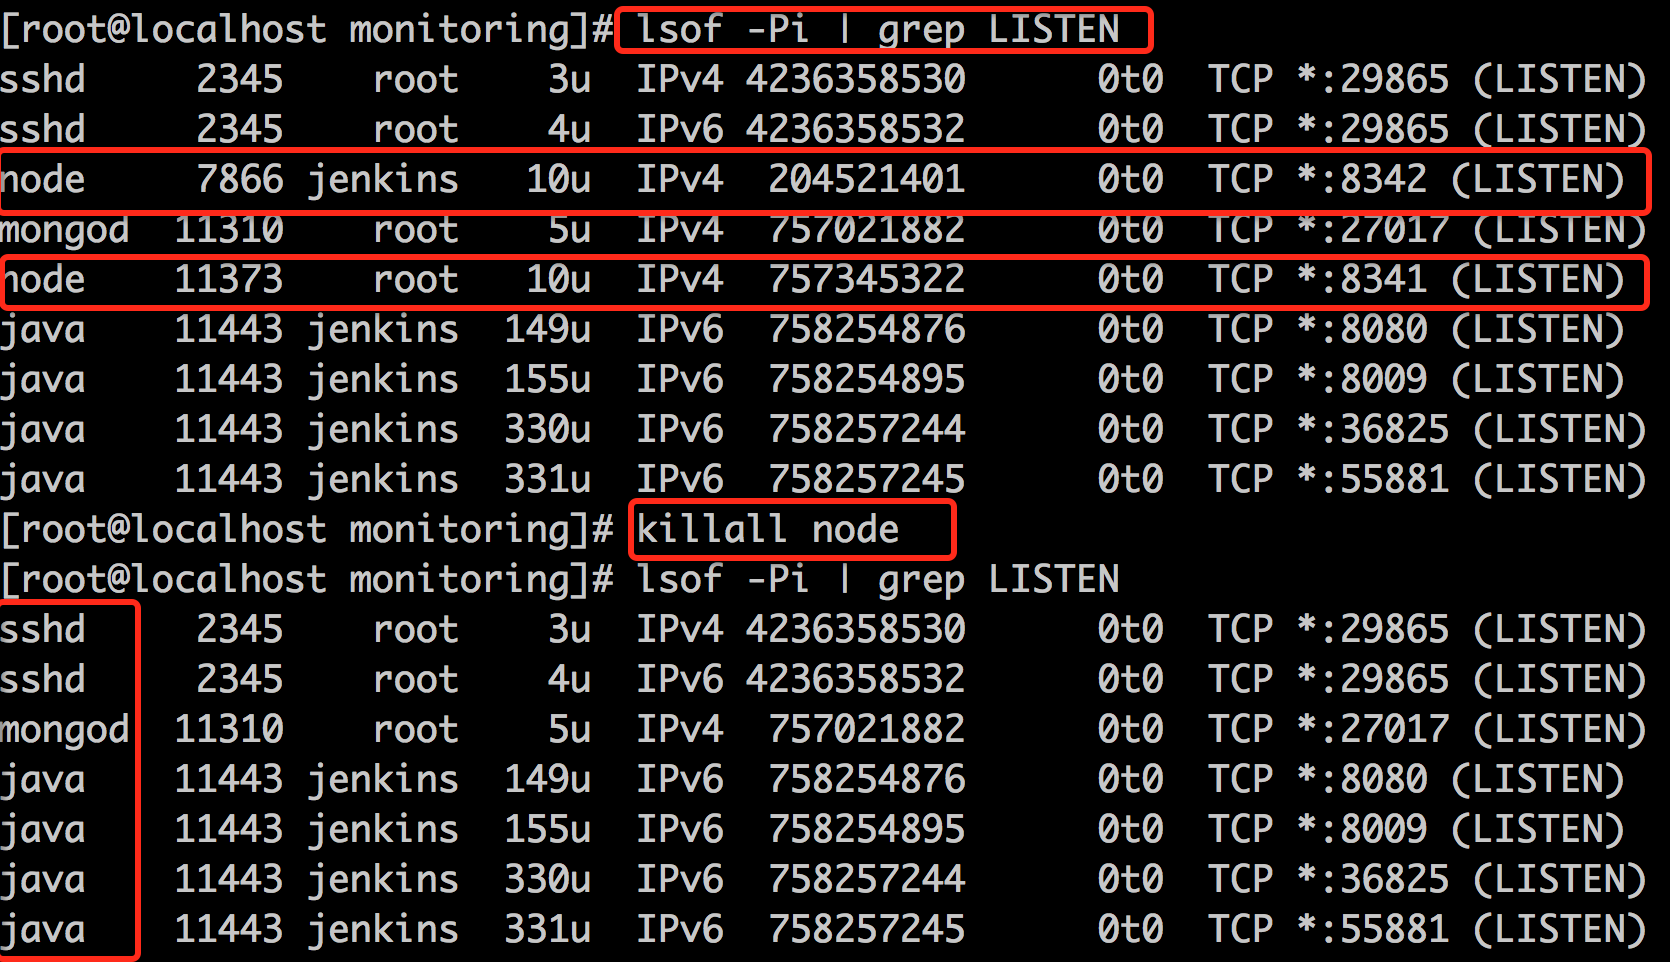 [root@localhost monitoring]# lsof -Pi | grep LISTEN
sshd 2345 root 3u IPv4 4236358530 0t0 TCP *:29865 (LISTEN)
sshd 2345 root 4u IPv6 4236358532 0t0 TCP *:29865 (LISTEN)
node 7866 jenkins 10u IPv4 204521401 0t0 TCP *:8342 (LISTEN)
mongod 11310 root 5u IPv4 757021882 0t0 TCP *:27017 (LISTEN)
node 11373 root 10u IPv4 757345322 0t0 TCP *:8341 (LISTEN)
java 11443 jenkins 149u IPv6 758254876 0t0 TCP *:8080 (LISTEN)
java 11443 jenkins 155u IPv6 758254895 0t0 TCP *:8009 (LISTEN)
java 11443 jenkins 330u IPv6 758257244 0t0 TCP *:36825 (LISTEN)
java 11443 jenkins 331u IPv6 758257245 0t0 TCP *:55881 (LISTEN)
[root@localhost monitoring]# killall node
[root@localhost monitoring]# lsof -Pi | grep LISTEN
sshd 2345 root 3u IPv4 4236358530 0t0 TCP *:29865 (LISTEN)
sshd 2345 root 4u IPv6 4236358532 0t0 TCP *:29865 (LISTEN)
mongod 11310 root 5u IPv4 757021882 0t0 TCP *:27017 (LISTEN)
java 11443 jenkins 149u IPv6 758254876 0t0 TCP *:8080 (LISTEN)
java 11443 jenkins 155u IPv6 758254895 0t0 TCP *:8009 (LISTEN)
java 11443 jenkins 330u IPv6 758257244 0t0 TCP *:36825 (LISTEN)
java 11443 jenkins 331u IPv6 758257245 0t0 TCP *:55881 (LISTEN)